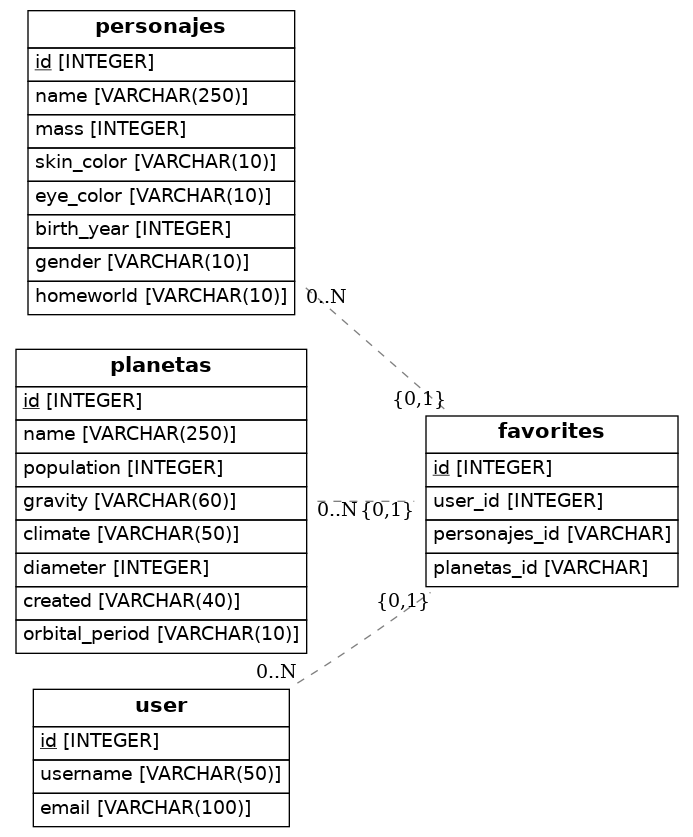 personajes
id [INTEGER]
name [VARCHAR(250)]
mass [INTEGER]
skin_color [VARCHAR(10)]
eye_color [VARCHAR(10)]
birth_year [INTEGER]
gender [VARCHAR(10)]
homeworld [VARCHAR(10)]
0..N
{0,1}
planetas
id [INTEGER]
name [VARCHAR(250)]
population [INTEGER]
gravity [VARCHAR(60)]
climate [VARCHAR(50)]
diameter [INTEGER]
created [VARCHAR(40)]
orbital_period [VARCHAR(10)]
0..N {0,1}
favorites
id [INTEGER]
user_id [INTEGER]
personajes_id [VARCHAR]
planetas_id [VARCHAR]
{0,1}
0..N
user
id [INTEGER]
username [VARCHAR(50)]
email [VARCHAR(100)]